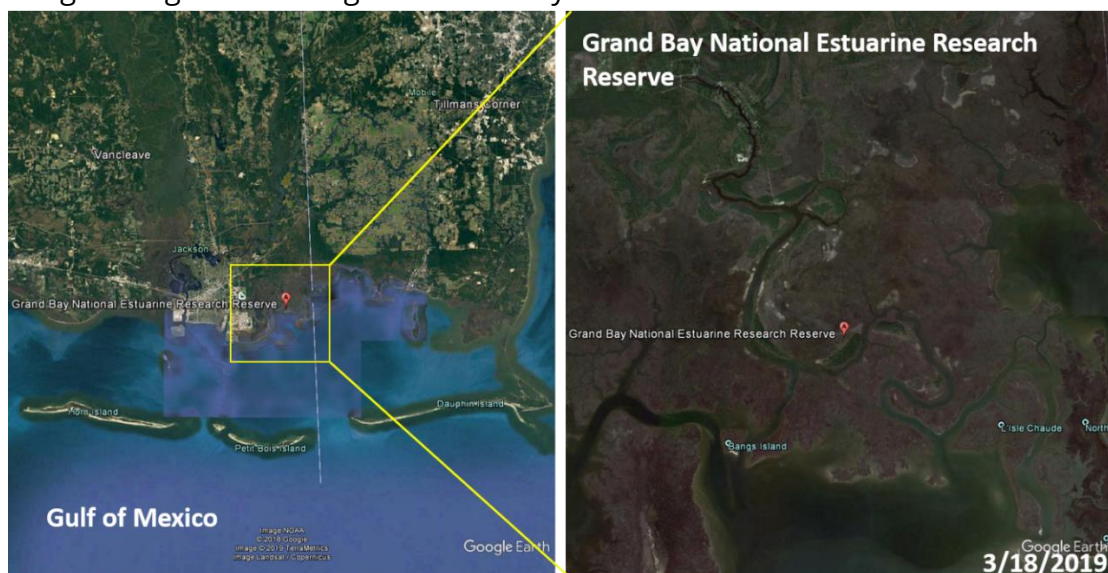 Mobile
Tillmans Corner
Vancleave
Jackson
Grand Bay National Estuarine Research Reserve
Horn Island
Dauphin Island
Petit Bois Island
Gulf of Mexico
Image NOAA
© 2018 Google
Image © 2019 TerraMetrics
Image Landsat / Copernicus
Google Earth
Grand Bay National Estuarine Research
Reserve
A
Grand Bay National Estuarine Research Reserve
Bangs Island
L'Isle Chaude
North
Google Earth
3/18/2019